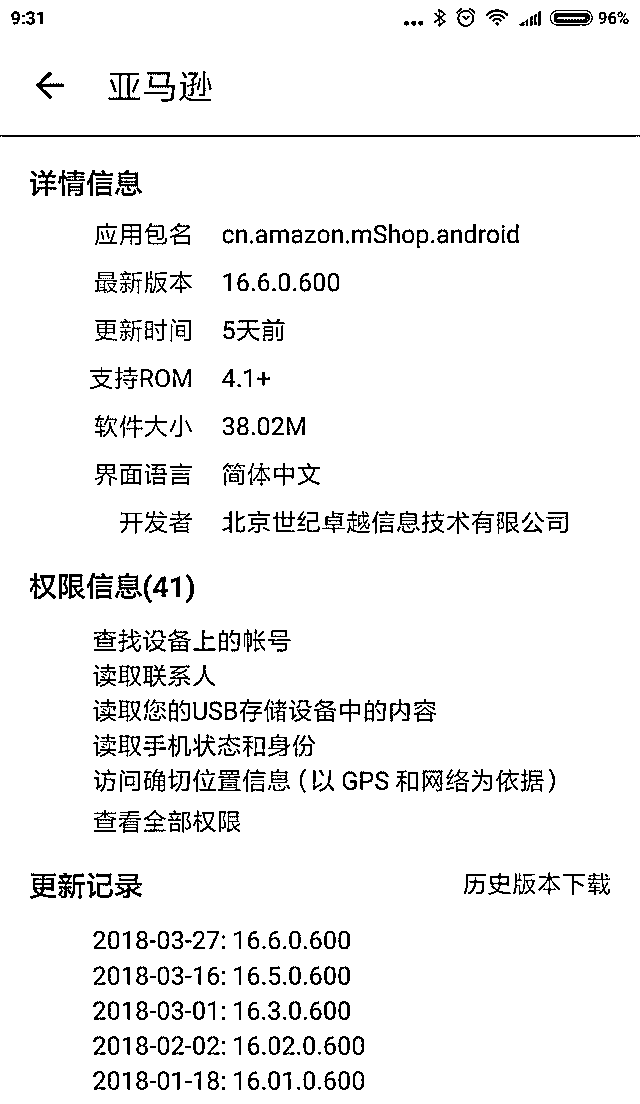 9:31 96%
亚马逊
详情信息
应用包名 cn.amazon.mShop.android
最新版本 16.6.0.600
更新时间 5天前
支持ROM 4.1+
软件大小 38.02M
界面语言 简体中文
开发者 北京世纪卓越信息技术有限公司
权限信息(41)
查找设备上的帐号
读取联系人
读取您的USB存储设备中的内容
读取手机状态和身份
访问确切位置信息（以 GPS 和网络为依据）
查看全部权限
更新记录 历史版本下载
2018-03-27: 16.6.0.600
2018-03-16: 16.5.0.600
2018-03-01: 16.3.0.600
2018-02-02: 16.02.0.600
2018-01-18: 16.01.0.600